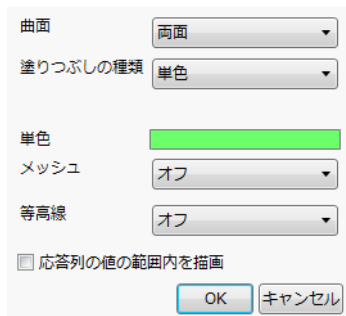 曲面 両面
塗りつぶしの種類 単色
単色
メッシュ オフ
等高線 オフ
応答列の値の範囲内を描画
OK キャンセル